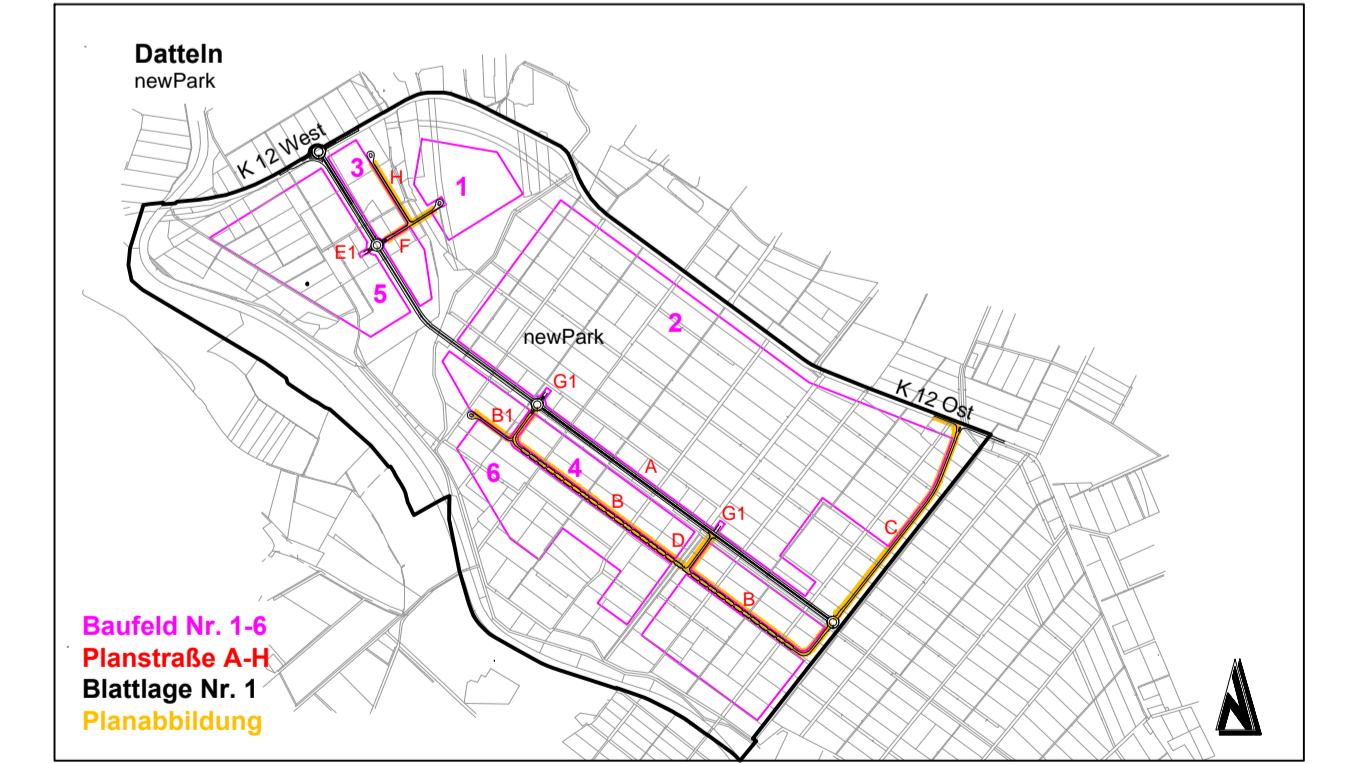 Datteln
newPark
K 12 West
3
H
1
E1
F
5
2
newPark
K 12 Ost
G1
B1
A
4
6
B
G1
C
D
B
Baufeld Nr. 1-6
Planstraße A-H
Blattlage Nr. 1
Planabbildung
N